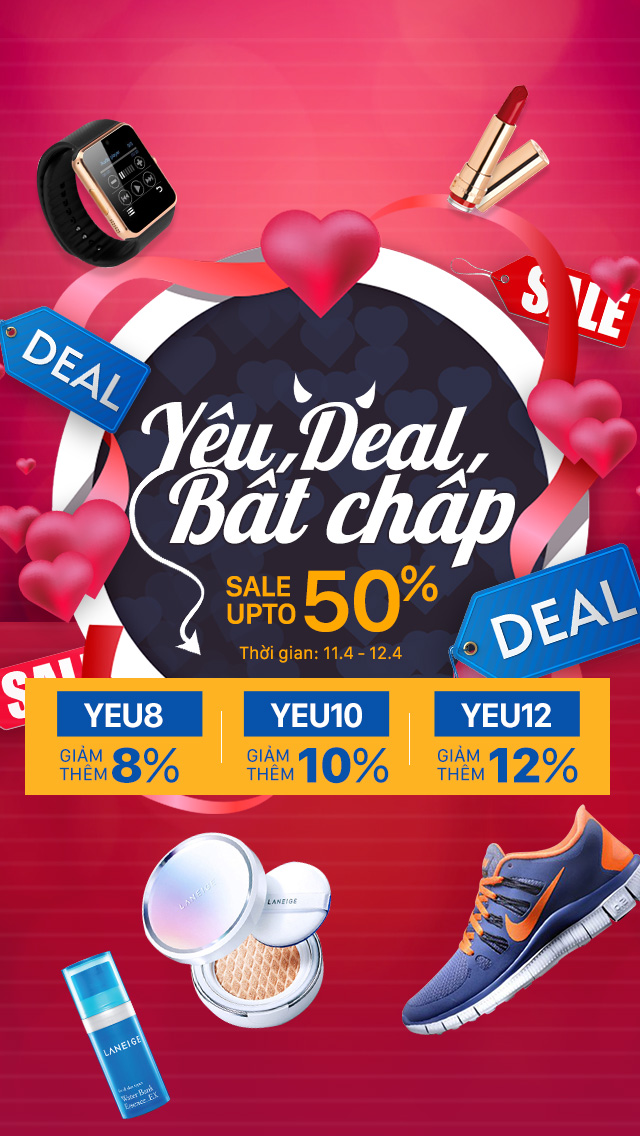 SALE
DEAL
Yêu Deal
Bất chấp
SALE
UPTO 50%
Thời gian: 11.4 - 12.4
DEAL
SAL
YEU8
GIẢM
THÊM 8%
YEU10
GIẢM
THÊM 10%
YEU12
GIẢM
THÊM 12%
LANEIGE
LANEIGE
LANEIGE
Water Bank
Essence_EX